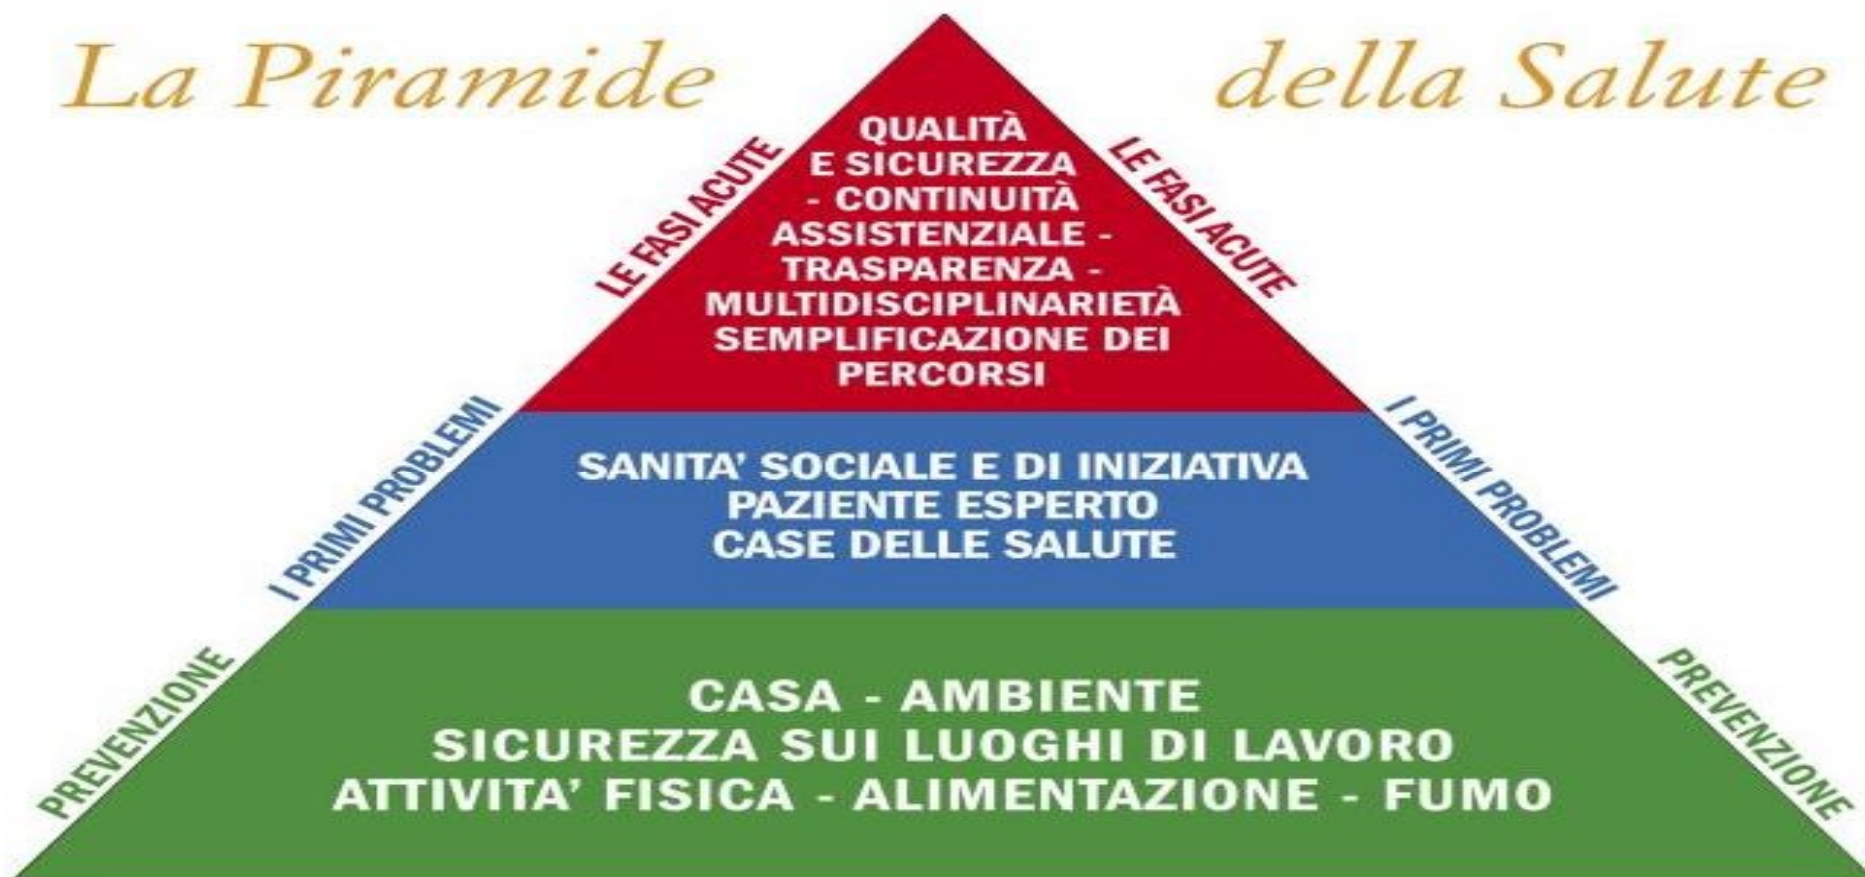 La Piramide della Salute
LE FASI ACUTE
LE FASI ACUTE
QUALITÀ
E SICUREZZA
- CONTINUITÀ
ASSISTENZIALE -
TRASPARENZA -
MULTIDISCIPLINARIETÀ
SEMPLIFICAZIONE DEI
PERCORSI
I PRIMI PROBLEMI
I PRIMI PROBLEMI
SANITA' SOCIALE E DI INIZIATIVA
PAZIENTE ESPERTO
CASE DELLE SALUTE
PREVENZIONE
PREVENZIONE
CASA - AMBIENTE
SICUREZZA SUI LUOGHI DI LAVORO
ATTIVITA' FISICA - ALIMENTAZIONE - FUMO